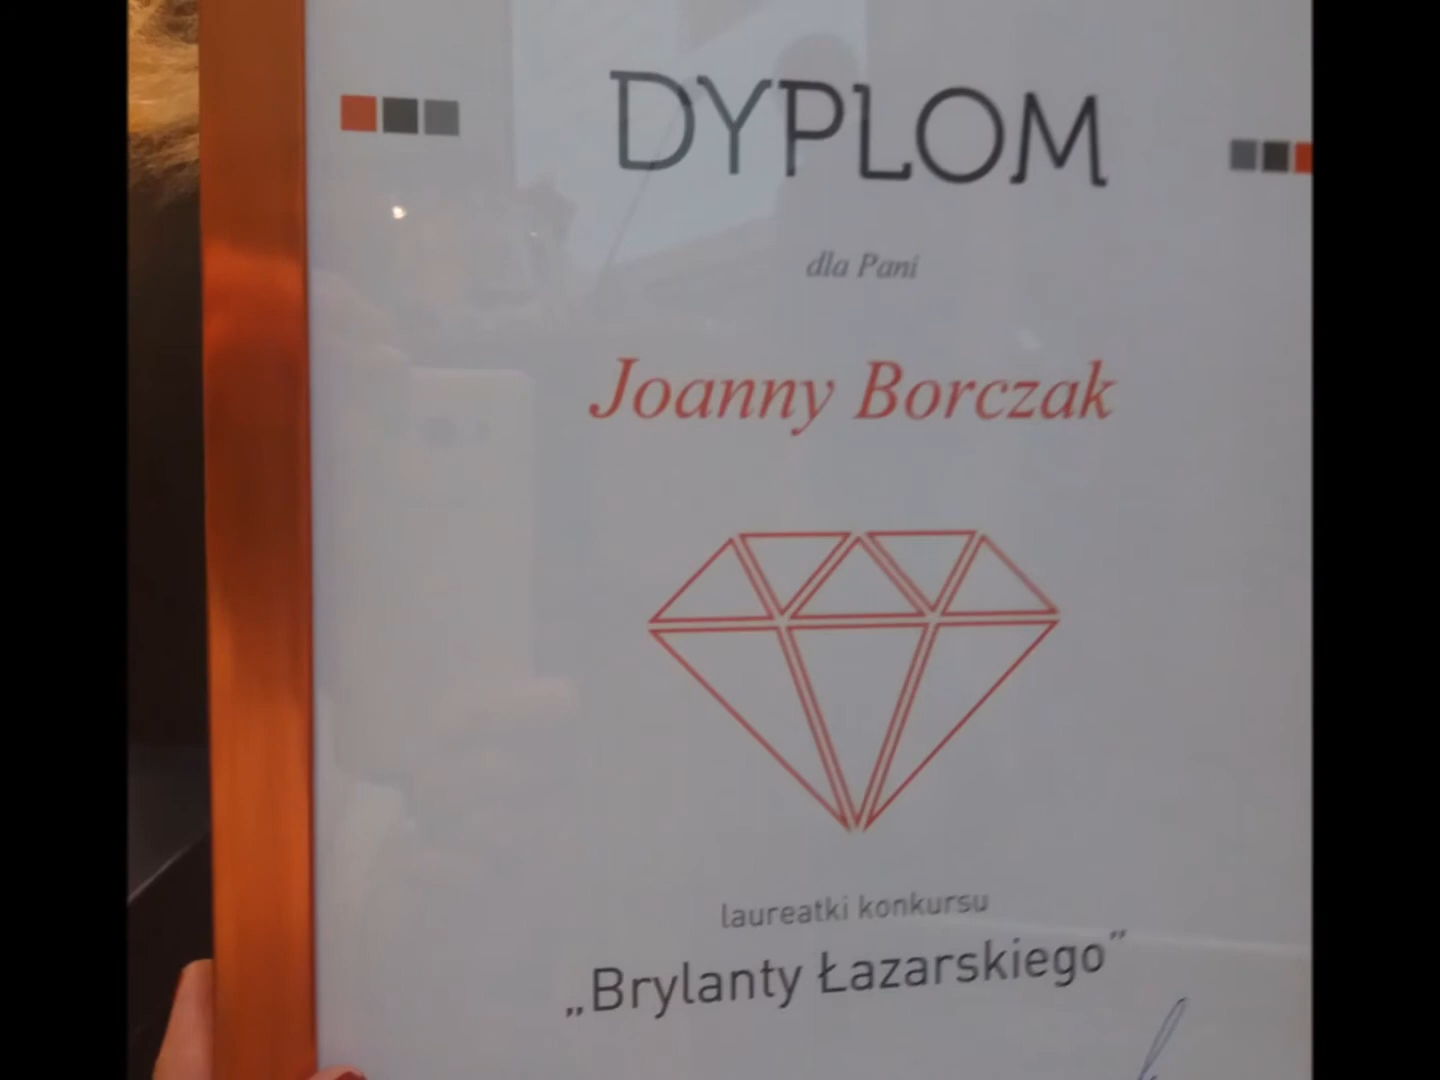 DYPLOM
dla Pani
Joanny Borczak
laureatki konkursu
„Brylanty Łazarskiego”